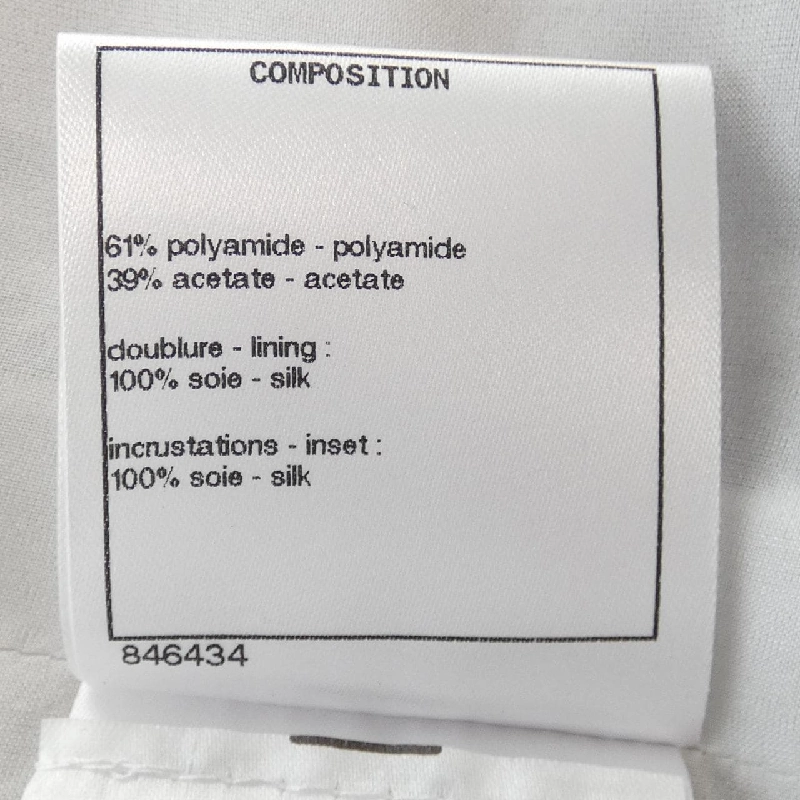 COMPOSITION
61% polyamide - polyamide
39% acetate - acetate
doublure - lining :
100% soie - silk
incrustations - inset :
100% soie - silk
846434